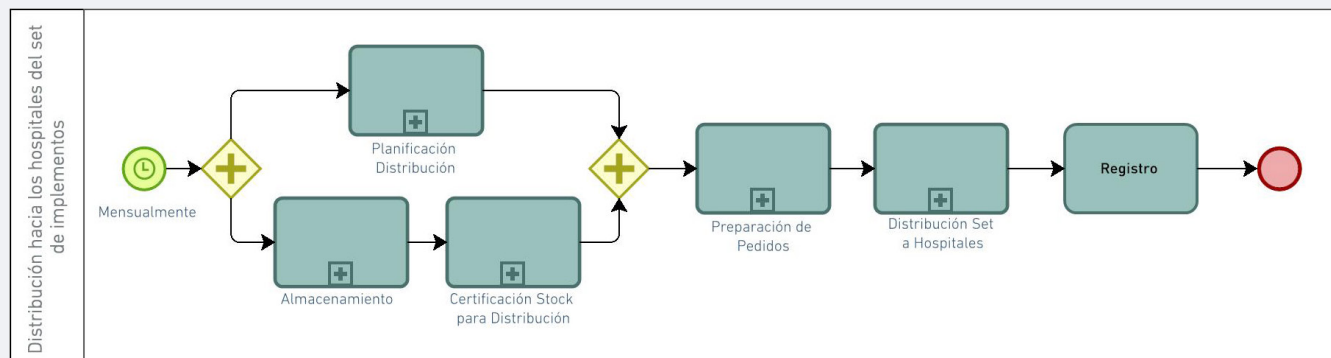 Distribución hacia los hospitales del set
de implementos
Mensualmente
Planificación
Distribución
Almacenamiento
Certificación Stock
para Distribución
Preparación de
Pedidos
Distribución Set
a Hospitales
Registro